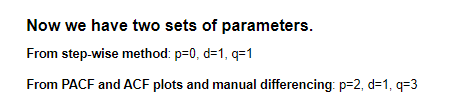 Now we have two sets of parameters.
From step-wise method: p=0, d=1, q=1
From PACF and ACF plots and manual differencing: p=2, d=1, q=3